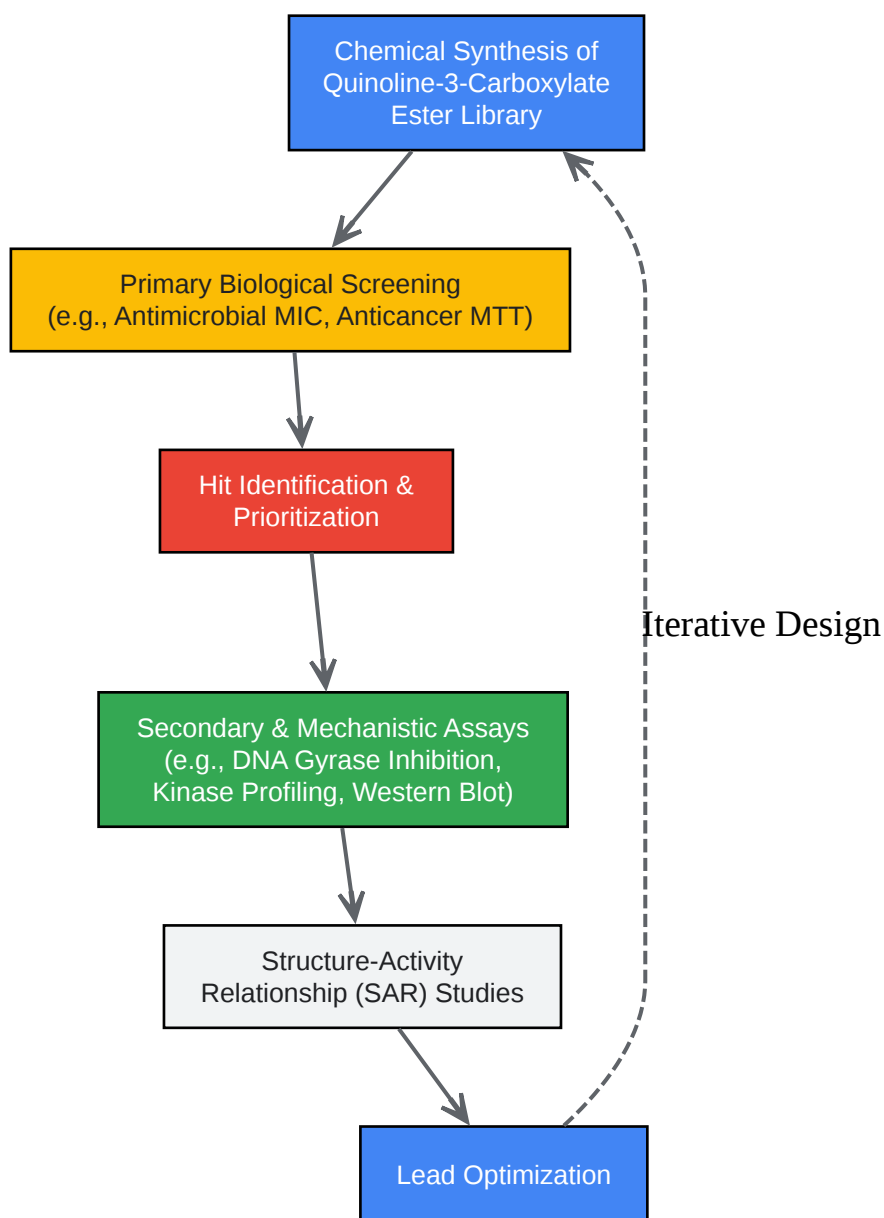 Chemical Synthesis of
Quinoline-3-Carboxylate
Ester Library
Primary Biological Screening
(e.g., Antimicrobial MIC, Anticancer MTT)
Hit Identification &
Prioritization
Iterative Design
Secondary & Mechanistic Assays
(e.g., DNA Gyrase Inhibition,
Kinase Profiling, Western Blot)
Structure-Activity
Relationship (SAR) Studies
Lead Optimization